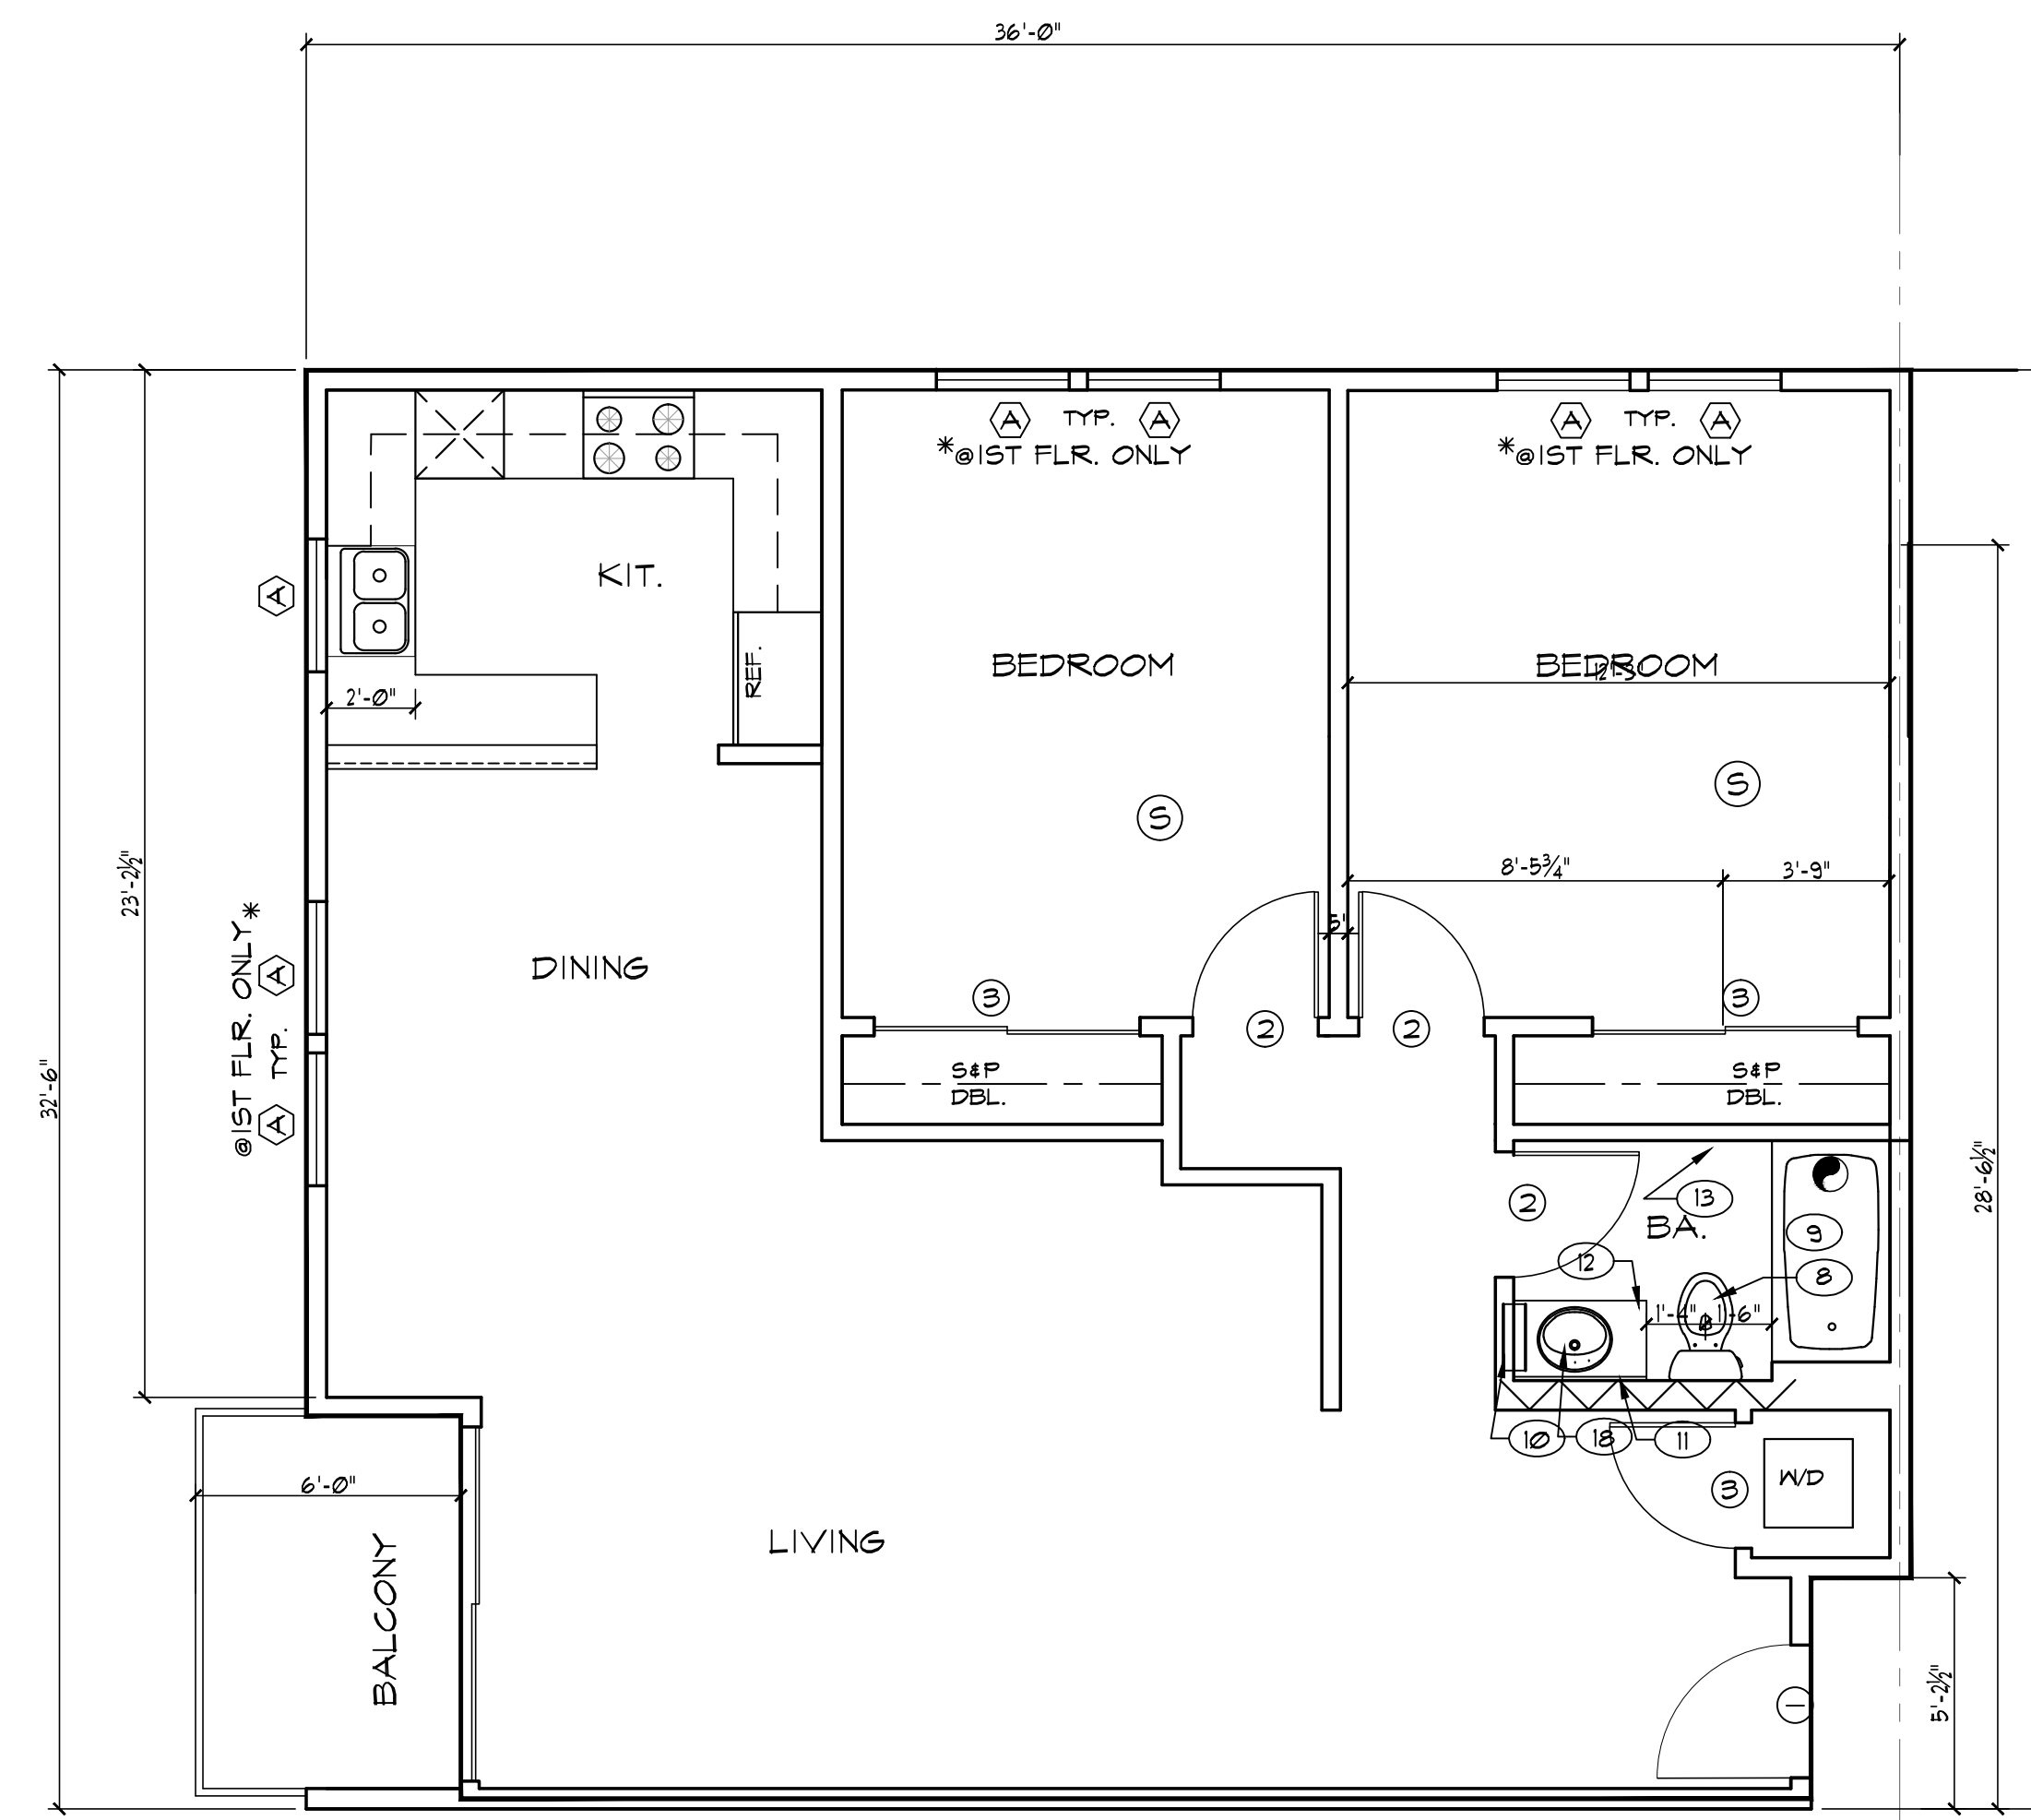 36'-0"
A TYP. A
*@1ST FLR. ONLY
A TYP. A
*@1ST FLR. ONLY
A
KIT.
REF.
2'-0"
BEDROOM
BEDROOM
12'-3"
S
S
23'-2½"
8'-5¾"
3'-9"
5"
@1ST FLR. ONLY*
A TYP. A
DINING
3
2
2
3
32'-6"
S&P
DBL.
S&P
DBL.
28'-6½"
13
2
BA.
9
12
8
1'-4"
1'-6"
10
18
11
3
W/D
6'-0"
BALCONY
LIVING
1
5'-2½"